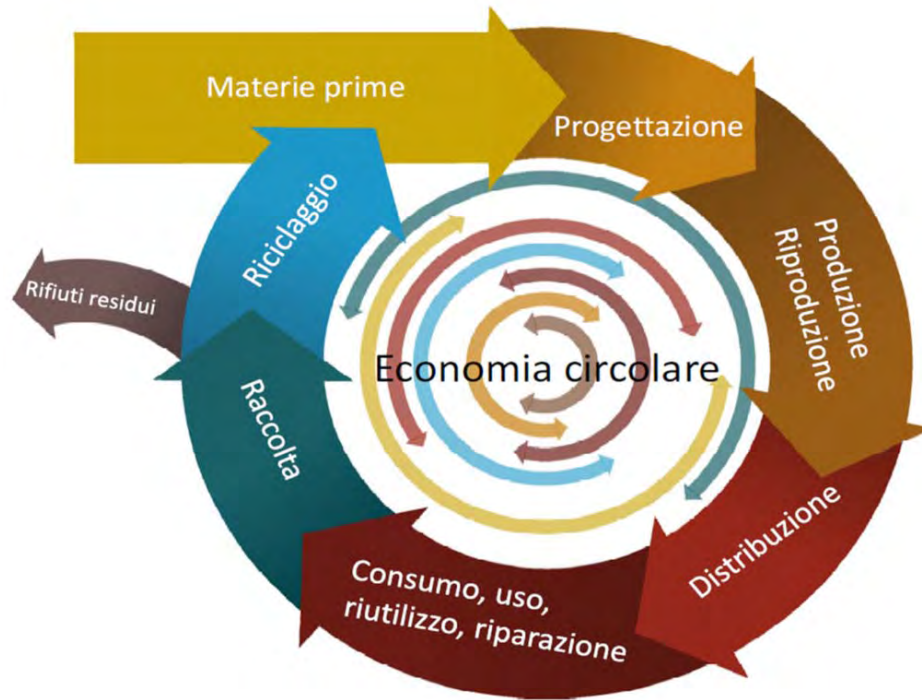 Materie prime
Progettazione
Produzione
Riproduzione
Distribuzione
Consumo, uso,
riutilizzo, riparazione
Raccolta
Rifiuti residui
Riciclaggio
Economia circolare